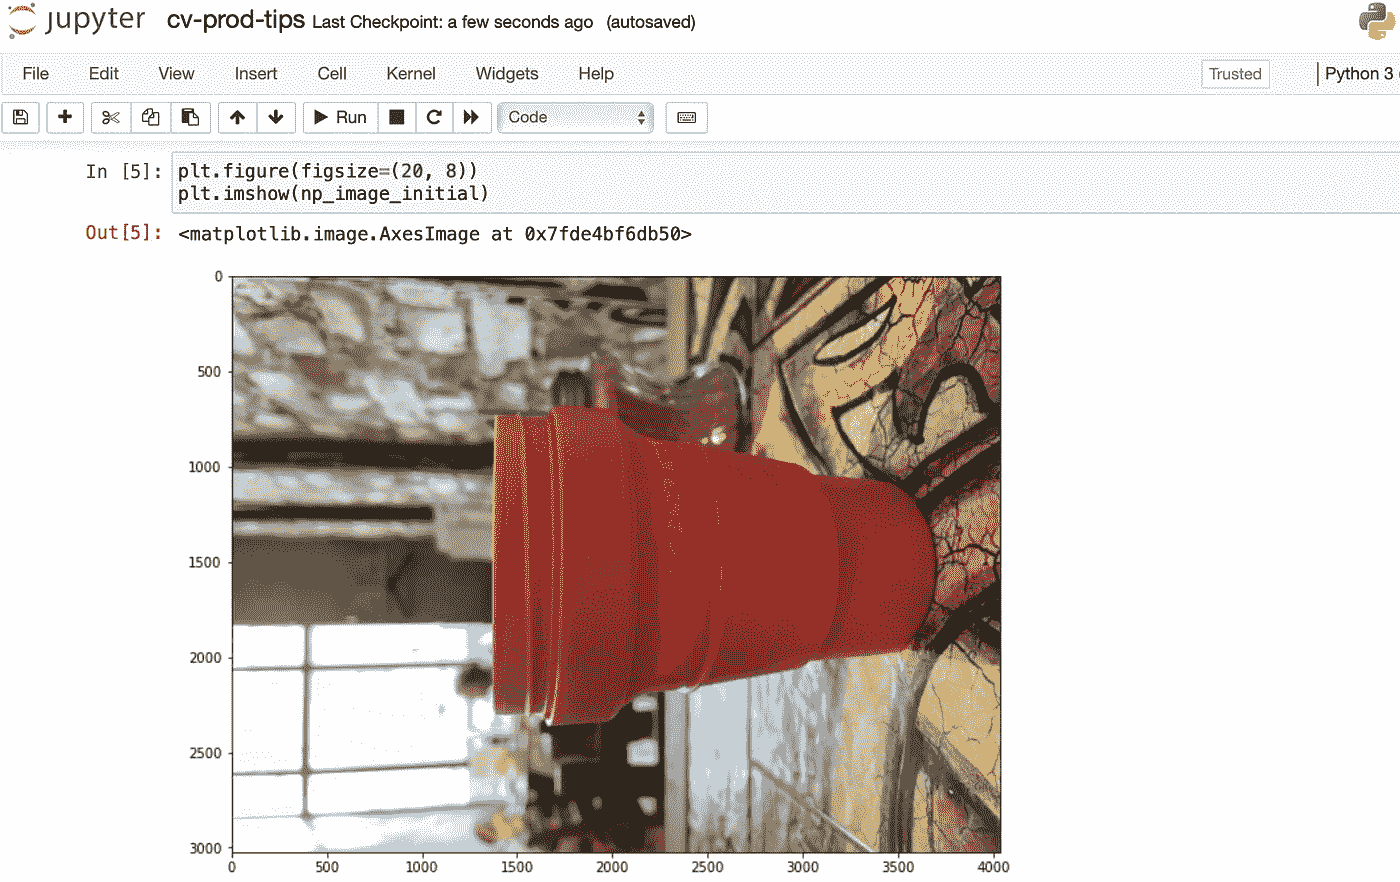 jupyter cv-prod-tips Last Checkpoint: a few seconds ago (autosaved)
File Edit View Insert Cell Kernel Widgets Help Trusted Python 3
Run Code
In [5]: plt.figure(figsize=(20, 8))
plt.imshow(np_image_initial)
Out[5]: <matplotlib.image.AxesImage at 0x7fde4bf6db50>
0
500
1000
1500
2000
2500
3000
0 500 1000 1500 2000 2500 3000 3500 4000